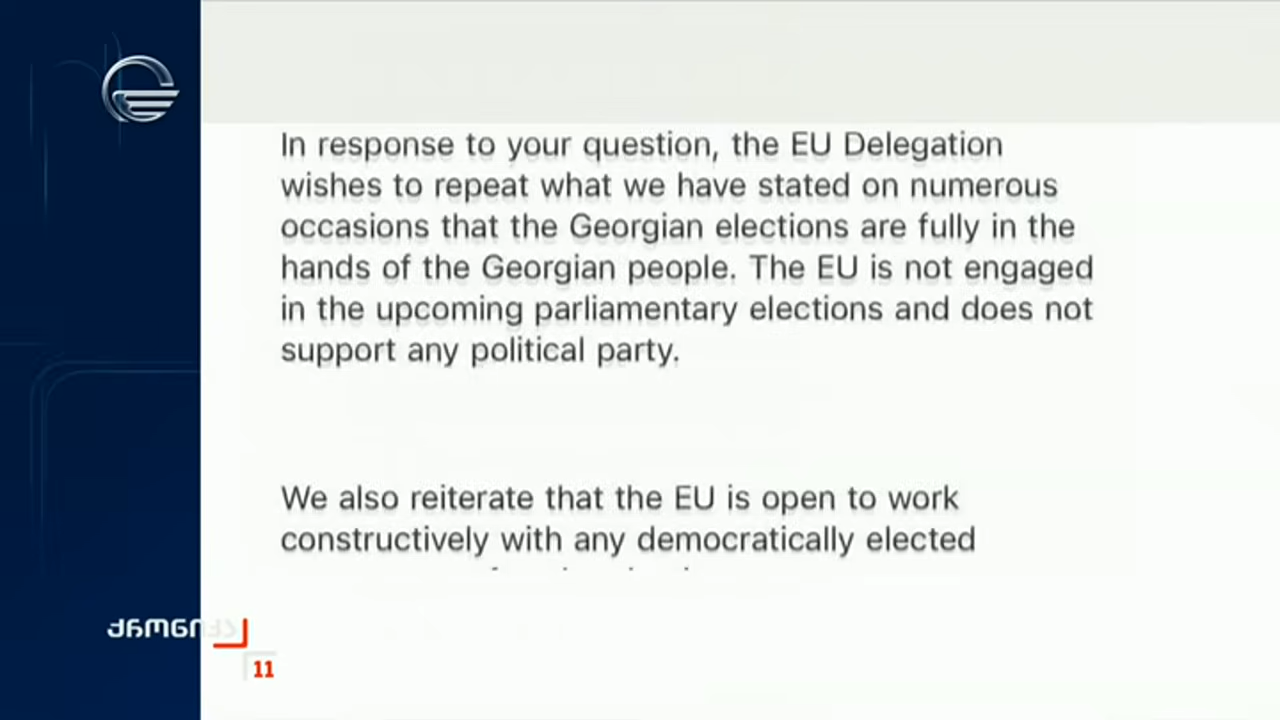 In response to your question, the EU Delegation
wishes to repeat what we have stated on numerous
occasions that the Georgian elections are fully in the
hands of the Georgian people. The EU is not engaged
in the upcoming parliamentary elections and does not
support any political party.
We also reiterate that the EU is open to work
constructively with any democratically elected
ქრონიკა
11